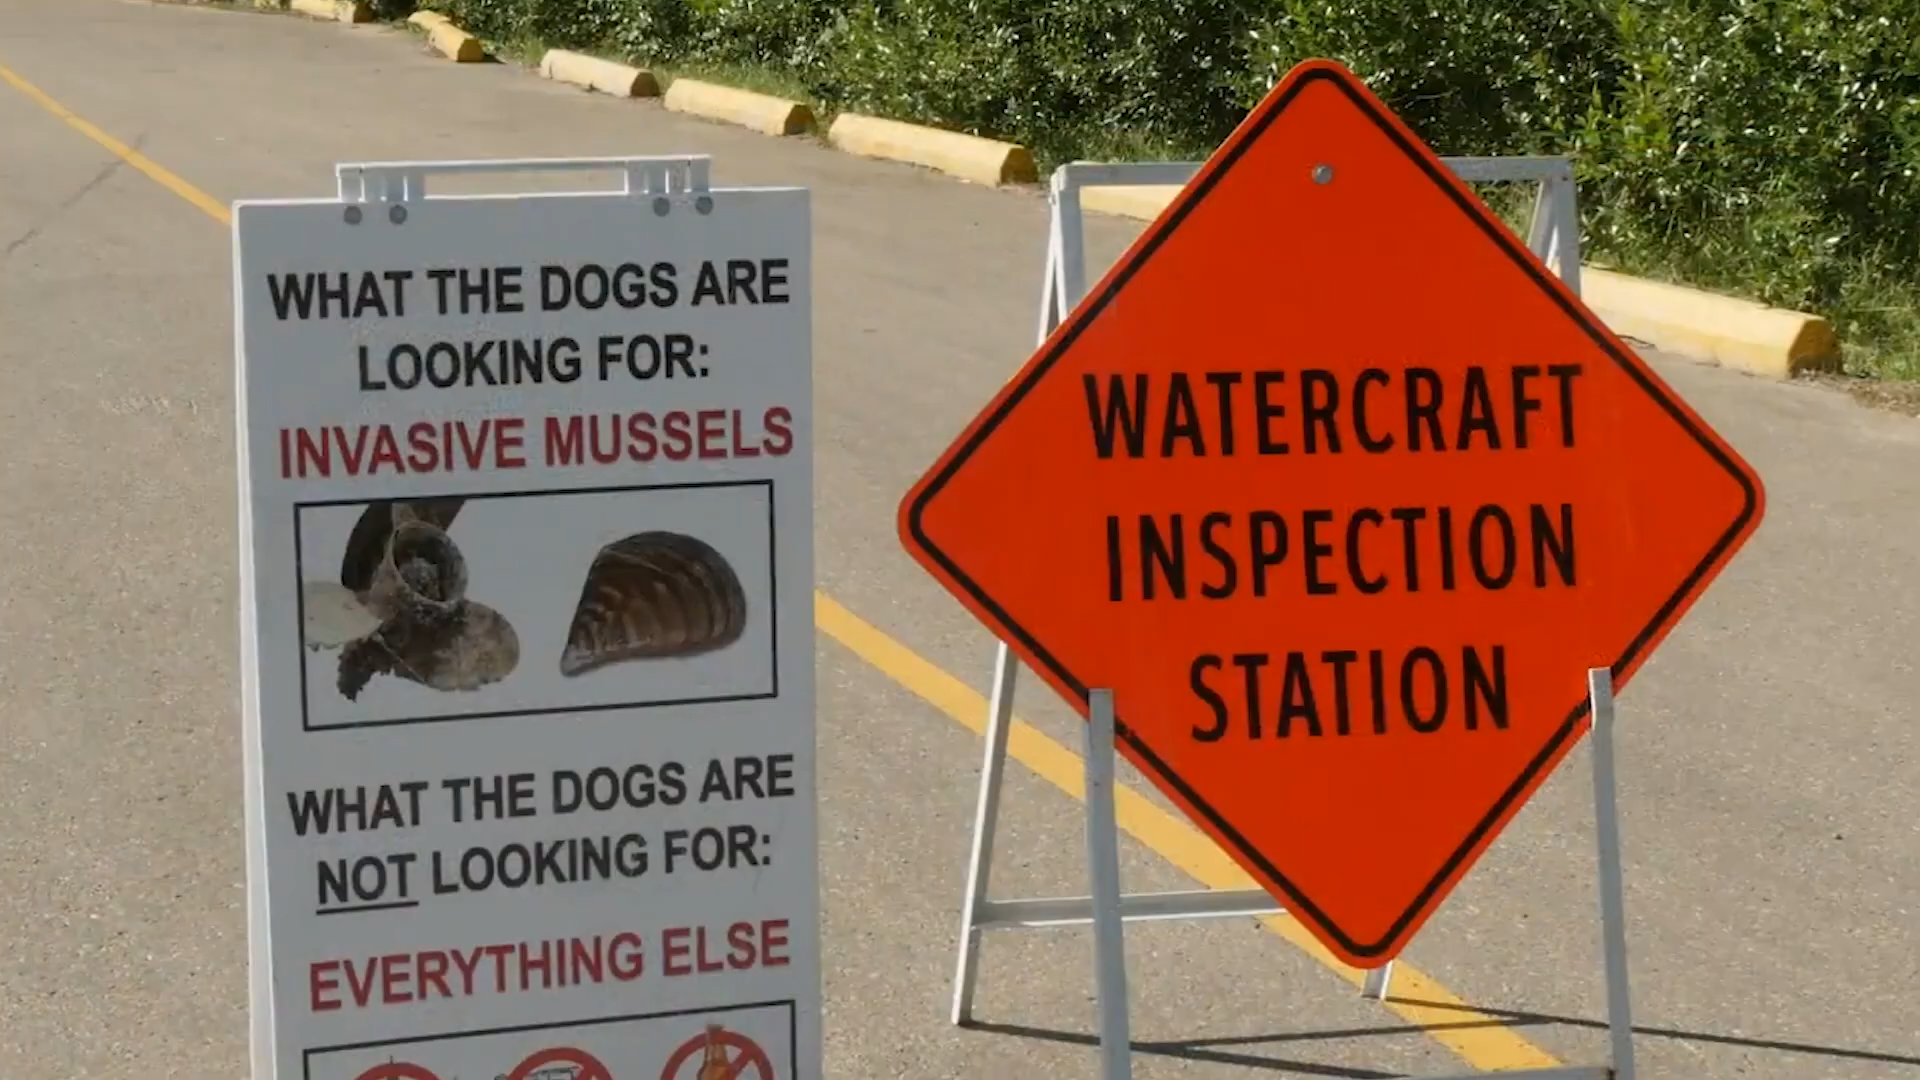 WHAT THE DOGS ARE
LOOKING FOR:
INVASIVE MUSSELS
WHAT THE DOGS ARE
NOT LOOKING FOR:
EVERYTHING ELSE
WATERCRAFT
INSPECTION
STATION